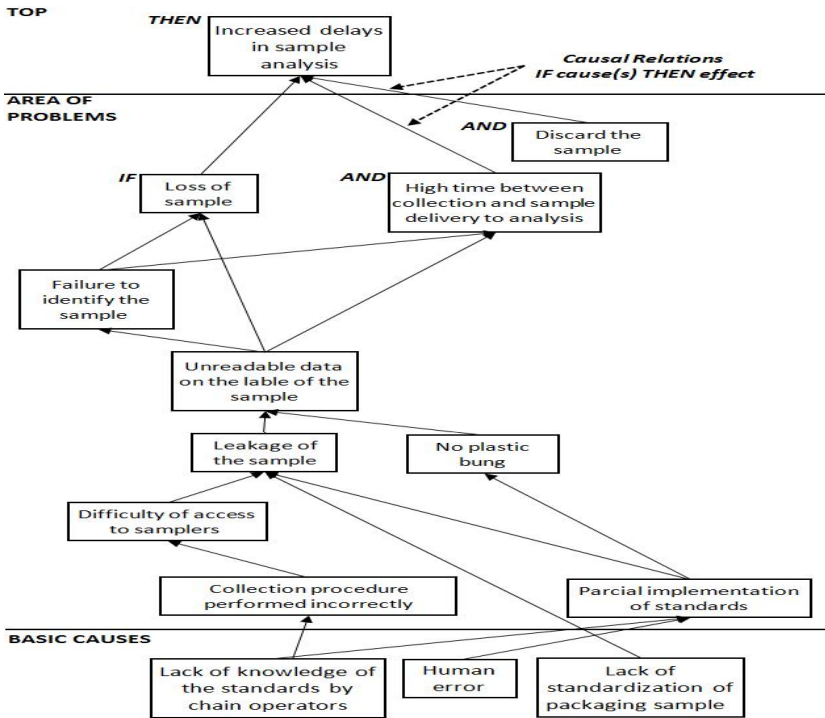 TOP
THEN
Increased delays
in sample
analysis
Causal Relations
IF cause(s) THEN effect
AREA OF
PROBLEMS
AND
Discard the
sample
IF
Loss of
sample
AND
High time between
collection and sample
delivery to analysis
Failure to
identify the
sample
Unreadable data
on the lable of the
sample
Leakage of
the sample
No plastic
bung
Difficulty of access
to samplers
Collection procedure
performed incorrectly
Parcial implementation
of standards
BASIC CAUSES
Lack of knowledge of
the standards by
chain operators
Human
error
Lack of
standardization of
packaging sample